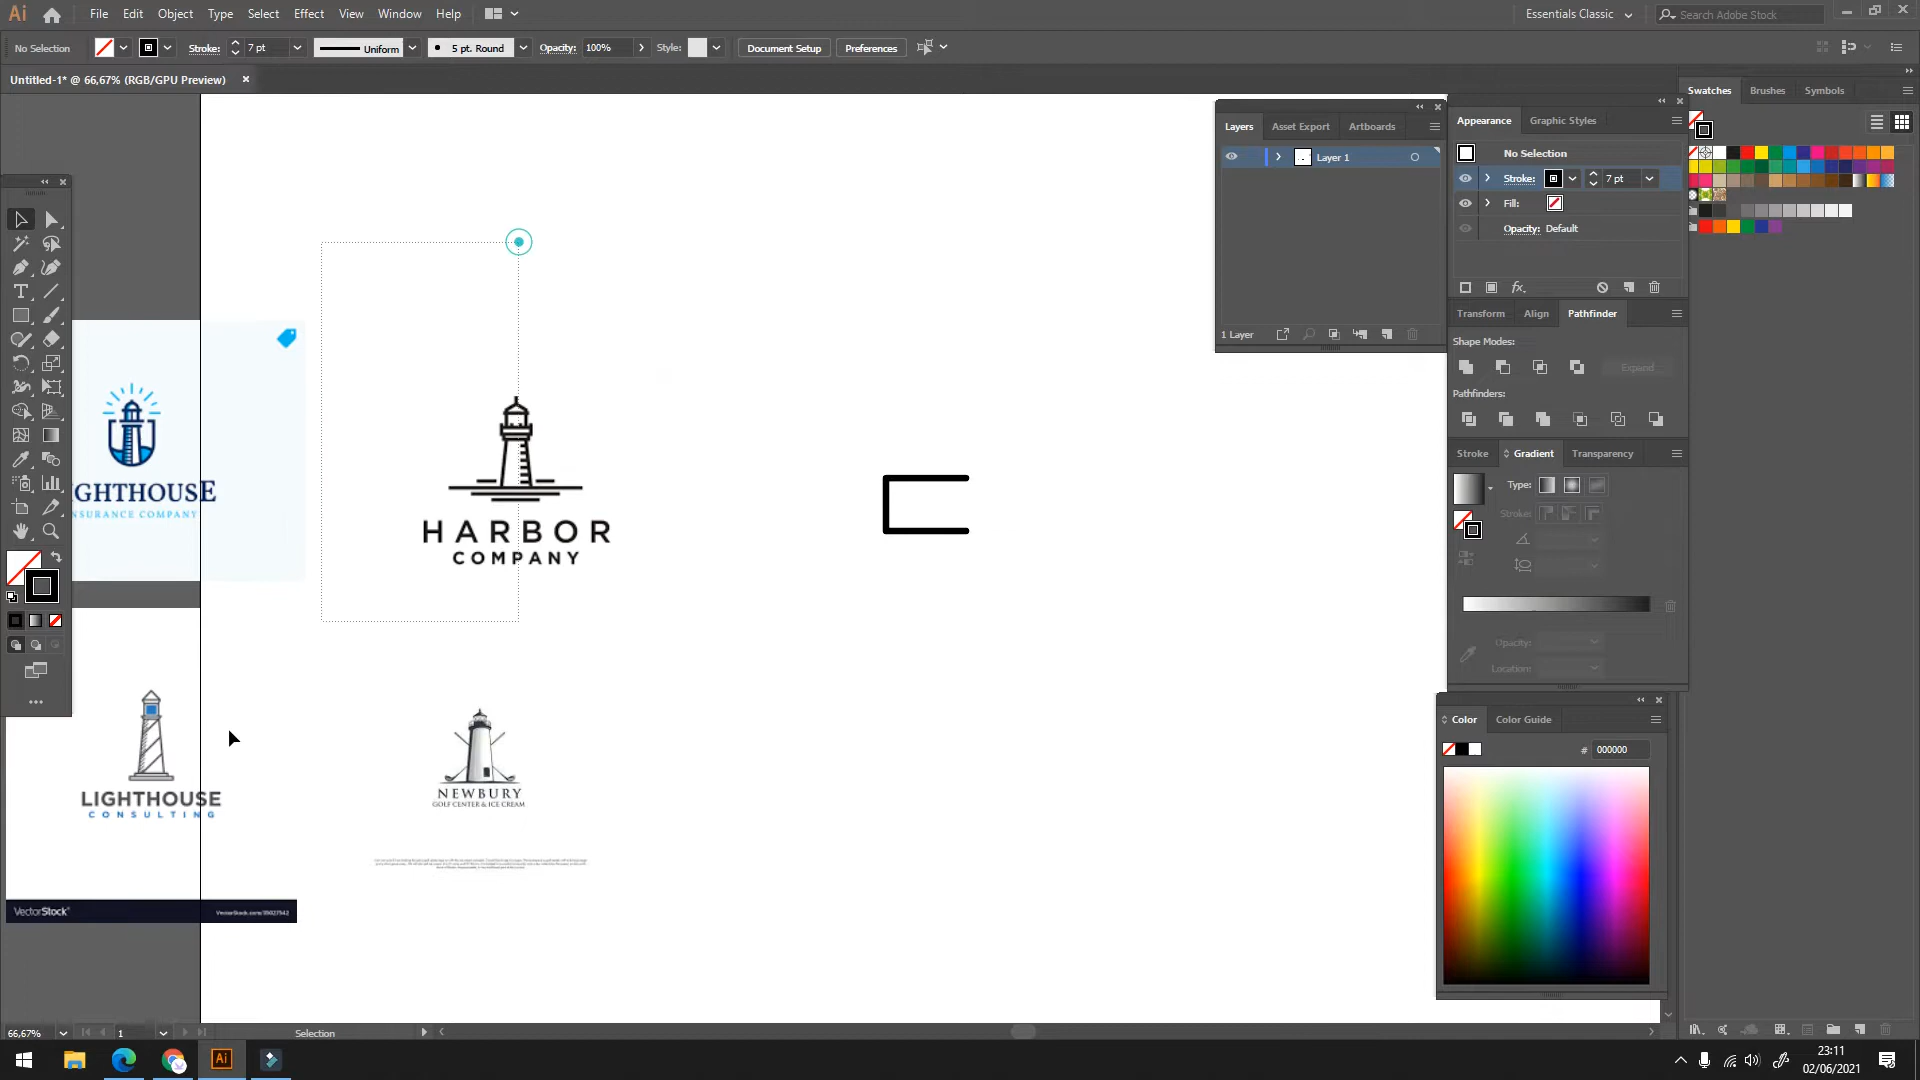 Ai File Edit Object Type Select Effect View Window Help
Essentials Classic
Search Adobe Stock
No Selection Stroke: 7 pt Uniform 5 pt. Round Opacity: 100% Style: Document Setup Preferences
Untitled-1* @ 66,67% (RGB/GPU Preview)
Layers Asset Export Artboards
Layer 1
1 Layer
Appearance Graphic Styles
No Selection
Stroke: 7 pt
Fill:
Opacity: Default
fx
Transform Align Pathfinder
Shape Modes:
Expand
Pathfinders:
Stroke Gradient Transparency
Type:
Stroke:
Opacity:
Location:
Color Color Guide
# 000000
Swatches Brushes Symbols
IGHTHOUSE
NSURANCE COMPANY
HARBOR
COMPANY
LIGHTHOUSE
CONSULTING
VectorStock®
NEWBURY
GOLF CENTER & ICE CREAM
66,67% 1 Selection
Ai
23:11
02/06/2021